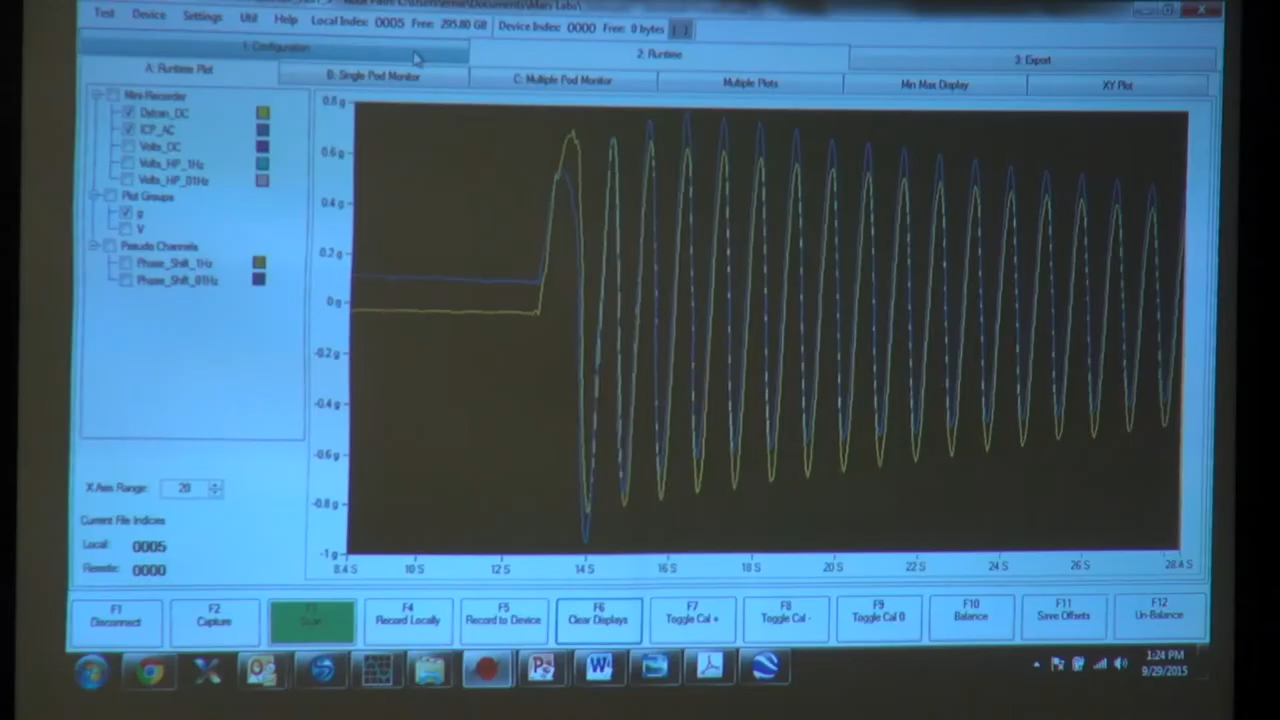 Test Device Settings Util Help Local Index: 0005 Free: 295.80 GB Device Index: 0000 Free: 0 bytes
1: Configuration 2: Runtime 3: Export
A: Runtime Plot B: Single Pod Monitor C: Multiple Pod Monitor Multiple Plots Min Max Display XY Plot
Mini Recorder
Datran_DC
ICP_AC
Volts_DC
Volts_HP_1Hz
Volts_HP_01Hz
Plot Groups
g
V
Pseudo Channels
Phase_Shift_1Hz
Phase_Shift_01Hz
X Axis Range: 20
Current File Indices
Local: 0005
Remote: 0000
0.8 g
0.6 g
0.4 g
0.2 g
0 g
-0.2 g
-0.4 g
-0.6 g
-0.8 g
-1 g
8.4 S 10 S 12 S 14 S 16 S 18 S 20 S 22 S 24 S 26 S 28.4 S
F1 Disconnect
F2 Capture
F3 Scan
F4 Record Locally
F5 Record to Device
F6 Clear Displays
F7 Toggle Cal +
F8 Toggle Cal -
F9 Toggle Cal 0
F10 Balance
F11 Save Offsets
F12 Un-Balance
1:24 PM
9/29/2015